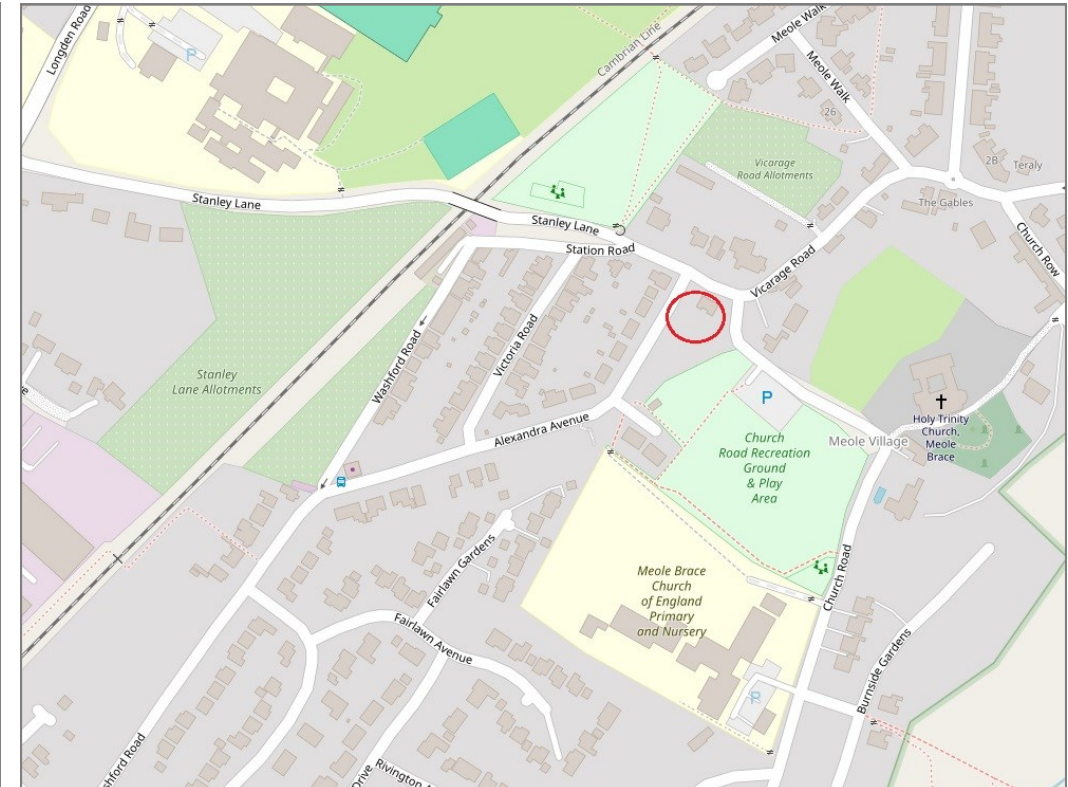 Longden Road
P
Cambrian Line
Meole Walk
Meole Walk
26
2B
Teraly
The Gables
Vicarage
Road Allotments
Church Row
Stanley Lane
Stanley Lane
Station Road
Vicarage Road
Victoria Road
Washford Road
Stanley
Lane Allotments
Alexandra Avenue
P
Church
Road Recreation
Ground
& Play
Area
Meole Village
Holy Trinity
Church,
Meole
Brace
Fairlawn Gardens
Meole Brace
Church
of England
Primary
and Nursery
Church Road
Fairlawn Avenue
Burnside Gardens
P
shford Road
Drive
Rivington A